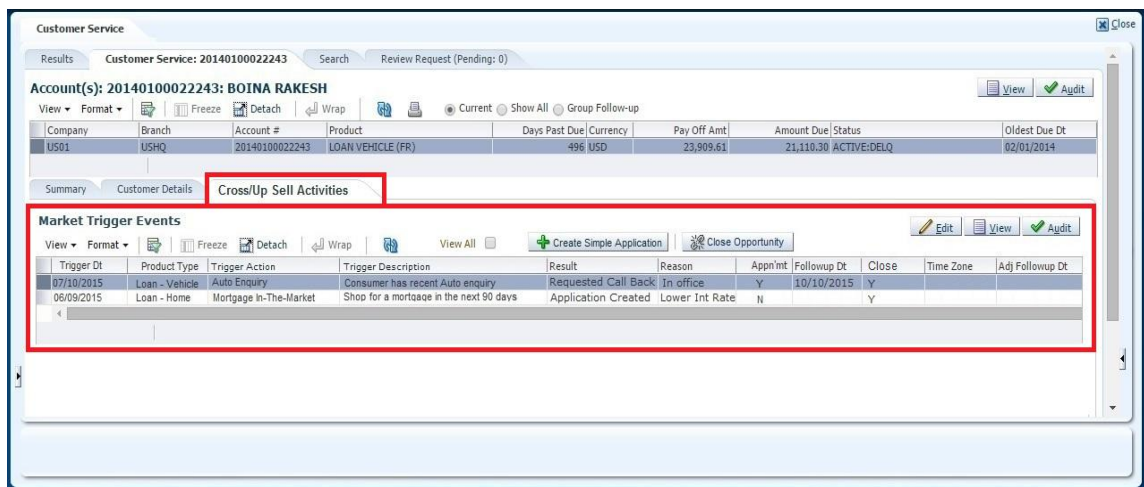 Customer Service
Close
Results Customer Service: 20140100022243 Search Review Request (Pending: 0)
Account(s): 20140100022243: BOINA RAKESH
View Audit
View Format Freeze Detach Wrap Current Show All Group Follow-up
Company Branch Account # Product Days Past Due Currency Pay Off Amt Amount Due Status Oldest Due Dt
US01 USHQ 20140100022243 LOAN VEHICLE (FR) 496 USD 23,909.61 21,110.30 ACTIVE:DELQ 02/01/2014
Summary Customer Details Cross/Up Sell Activities
Market Trigger Events
Edit View Audit
View Format Freeze Detach Wrap View All Create Simple Application Close Opportunity
Trigger Dt Product Type Trigger Action Trigger Description Result Reason Appn'mt Followup Dt Close Time Zone Adj Followup Dt
07/10/2015 Loan - Vehicle Auto Enquiry Consumer has recent Auto enquiry Requested Call Back In office Y 10/10/2015 Y
06/09/2015 Loan - Home Mortgage In-The-Market Shop for a mortgage in the next 90 days Application Created Lower Int Rate N Y